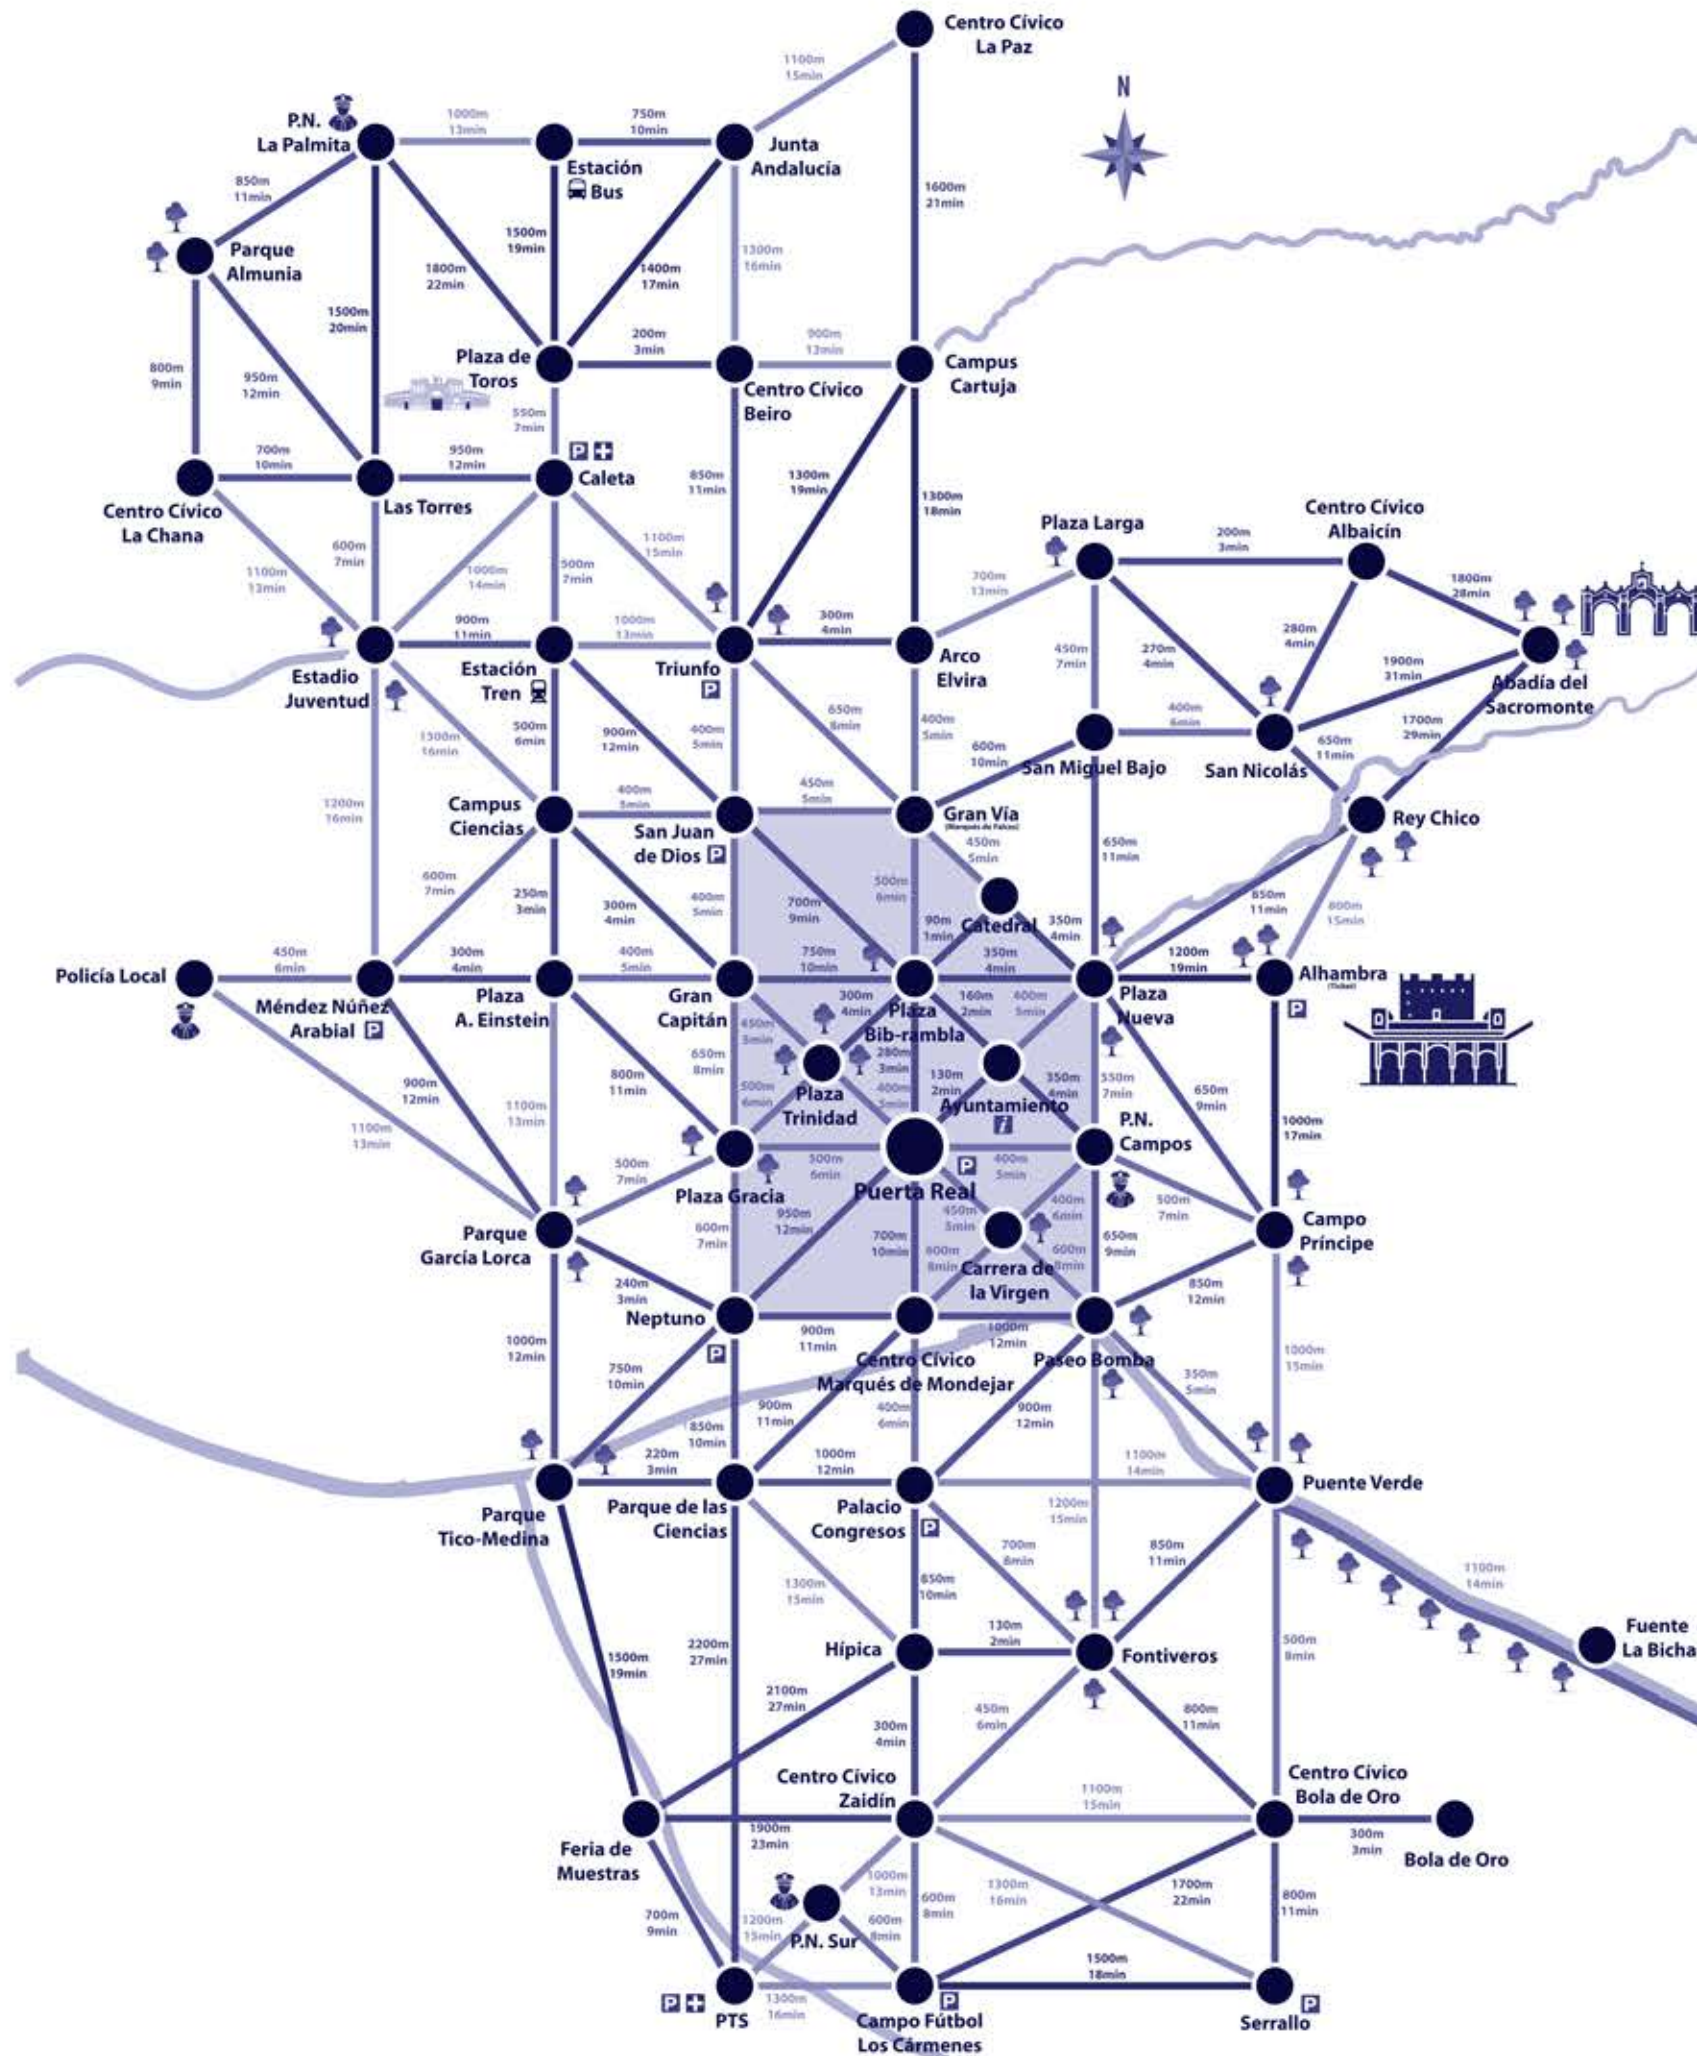 Centro Cívico
La Paz
1100m
15min
N
P.N.
La Palmita
1000m
13min
750m
10min
Junta
Andalucía
Estación
Bus
850m
11min
1600m
21min
Parque
Almunia
1500m
19min
1800m
22min
1400m
17min
1300m
16min
1500m
20min
800m
9min
950m
12min
Plaza de
Toros
200m
3min
900m
13min
Campus
Cartuja
Centro Cívico
Beiro
550m
7min
700m
10min
950m
12min
P
Caleta
850m
11min
1300m
19min
1300m
18min
Centro Cívico
La Chana
Las Torres
Plaza Larga
Centro Cívico
Albaicín
200m
3min
600m
7min
1100m
15min
1100m
13min
1000m
14min
500m
7min
700m
13min
1800m
28min
900m
11min
1000m
13min
300m
4min
450m
7min
270m
4min
280m
4min
1900m
31min
Estadio
Juventud
Estación
Tren
Triunfo
P
Arco
Elvira
Abadía del
Sacromonte
1300m
16min
500m
6min
900m
12min
400m
5min
650m
8min
400m
5min
600m
10min
400m
6min
650m
11min
1700m
29min
San Miguel Bajo
San Nicolás
1200m
16min
Campus
Ciencias
400m
5min
450m
5min
San Juan
de Dios P
Gran Vía
450m
5min
650m
11min
Rey Chico
600m
7min
250m
3min
300m
4min
400m
5min
700m
9min
500m
6min
90m
1min
Catedral
350m
4min
850m
11min
800m
15min
Policía Local
450m
6min
300m
4min
400m
5min
750m
10min
350m
4min
1200m
19min
Alhambra
(Ticket)
P
Méndez Núñez
Arabial P
Plaza
A. Einstein
Gran
Capitán
300m
4min
Plaza
Bib-rambla
160m
2min
400m
5min
Plaza
Nueva
450m
5min
650m
8min
280m
3min
900m
12min
800m
11min
500m
6min
Plaza
Trinidad
400m
5min
130m
2min
Ayuntamiento
i
350m
4min
550m
7min
650m
9min
1100m
13min
1100m
13min
1000m
17min
P.N.
Campos
500m
7min
500m
6min
P
400m
5min
Plaza Gracia
Puerta Real
400m
6min
500m
7min
Parque
García Lorca
600m
7min
950m
12min
450m
5min
Campo
Príncipe
700m
10min
600m
8min
Carrera de
la Virgen
600m
8min
650m
9min
240m
3min
850m
12min
Neptuno
P
900m
11min
1000m
12min
1000m
12min
Centro Cívico
Marqués de Mondejar
Paseo Bomba
1000m
15min
750m
10min
350m
5min
850m
10min
900m
11min
400m
6min
900m
12min
220m
3min
1000m
12min
1100m
14min
Puente Verde
Parque
Tico-Medina
Parque de las
Ciencias
Palacio
Congresos P
1200m
15min
700m
8min
850m
11min
1300m
15min
850m
10min
1100m
14min
Hípica
130m
2min
Fontiveros
Fuente
La Bicha
1500m
19min
2200m
27min
500m
8min
2100m
27min
300m
4min
450m
6min
800m
11min
Centro Cívico
Zaidín
1100m
15min
Centro Cívico
Bola de Oro
Feria de
Muestras
1900m
23min
300m
3min
Bola de Oro
1000m
13min
600m
8min
1300m
16min
1700m
22min
800m
11min
700m
9min
1200m
15min
P.N. Sur
600m
8min
1500m
18min
P
PTS
1300m
16min
P
Campo Fútbol
Los Cármenes
P
Serrallo